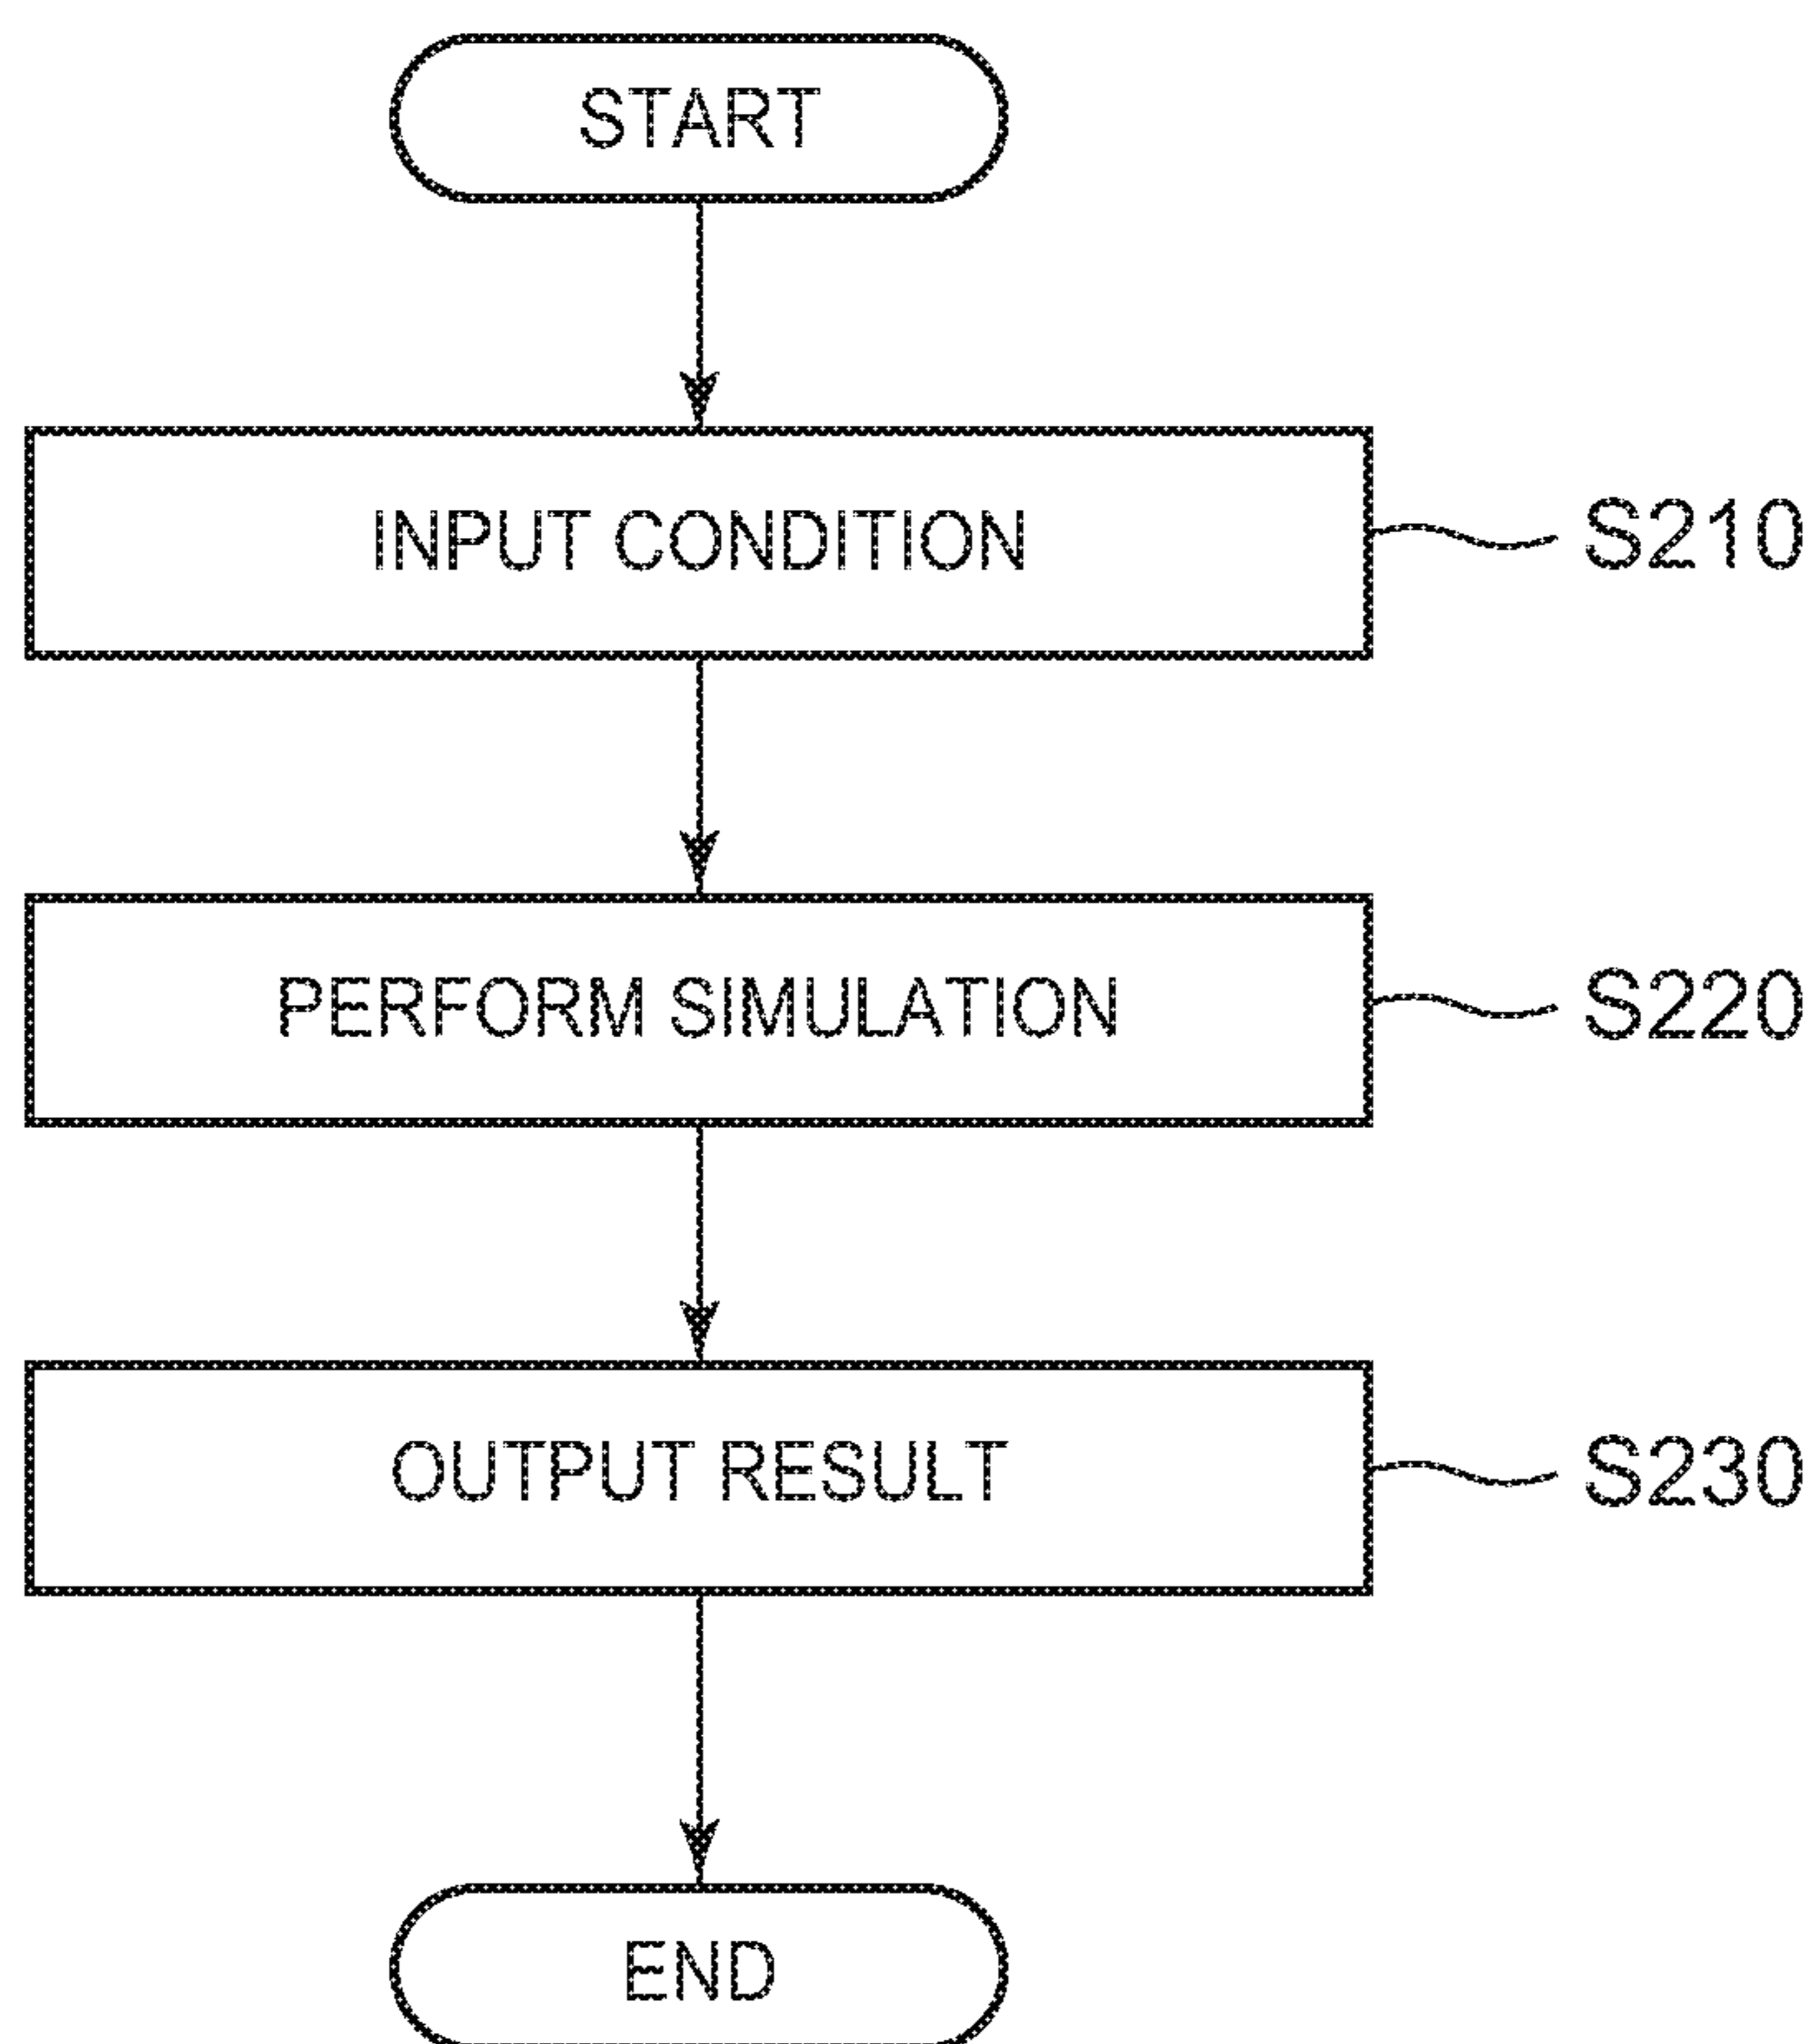 START
INPUT CONDITION
S210
PERFORM SIMULATION
S220
OUTPUT RESULT
S230
END